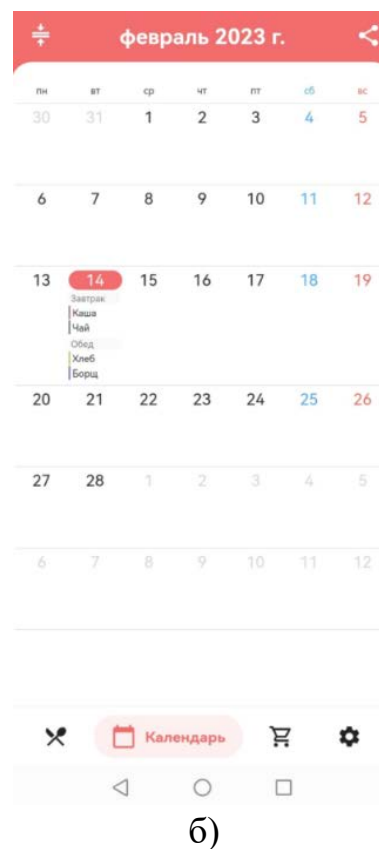 февраль 2023 г.
пн вт ср чт пт сб вс
30 31 1 2 3 4 5
6 7 8 9 10 11 12
13 14 15 16 17 18 19
Завтрак
Каша
Чай
Обед
Хлеб
Борщ
20 21 22 23 24 25 26
27 28 1 2 3 4 5
6 7 8 9 10 11 12
Календарь
б)